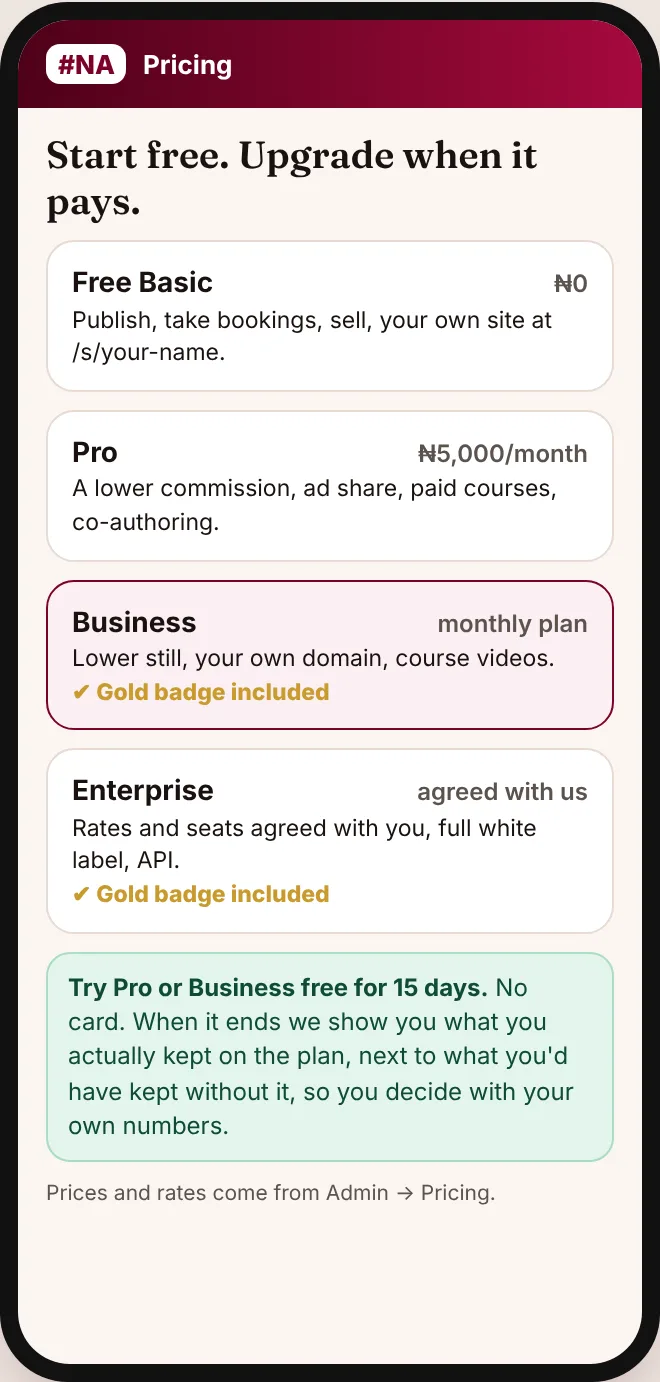 #NA Pricing
Start free. Upgrade when it
pays.
Free Basic ₦0
Publish, take bookings, sell, your own site at
/s/your-name.
Pro ₦5,000/month
A lower commission, ad share, paid courses,
co-authoring.
Business monthly plan
Lower still, your own domain, course videos.
✔ Gold badge included
Enterprise agreed with us
Rates and seats agreed with you, full white
label, API.
✔ Gold badge included
Try Pro or Business free for 15 days. No
card. When it ends we show you what you
actually kept on the plan, next to what you'd
have kept without it, so you decide with your
own numbers.
Prices and rates come from Admin → Pricing.